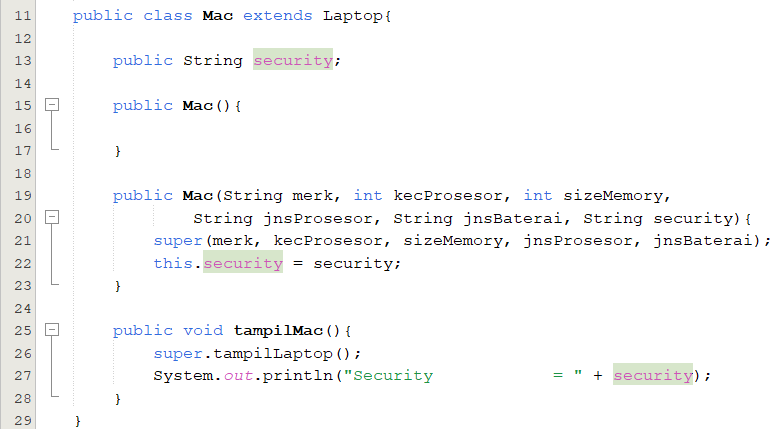 11 public class Mac extends Laptop{
12
13     public String security;
14
15     public Mac(){
16
17     }
18
19     public Mac(String merk, int kecProsesor, int sizeMemory,
20             String jnsProsesor, String jnsBaterai, String security){
21         super(merk, kecProsesor, sizeMemory, jnsProsesor, jnsBaterai);
22         this.security = security;
23     }
24
25     public void tampilMac(){
26         super.tampilLaptop();
27         System.out.println("Security            = " + security);
28     }
29 }